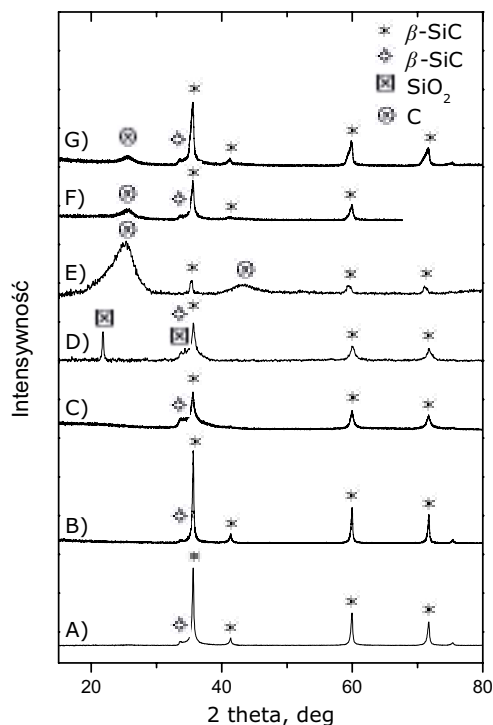 β-SiC
β-SiC
SiO2
C
G)
F)
E)
D)
C)
B)
A)
Intensywność
20 40 60 80
2 theta, deg